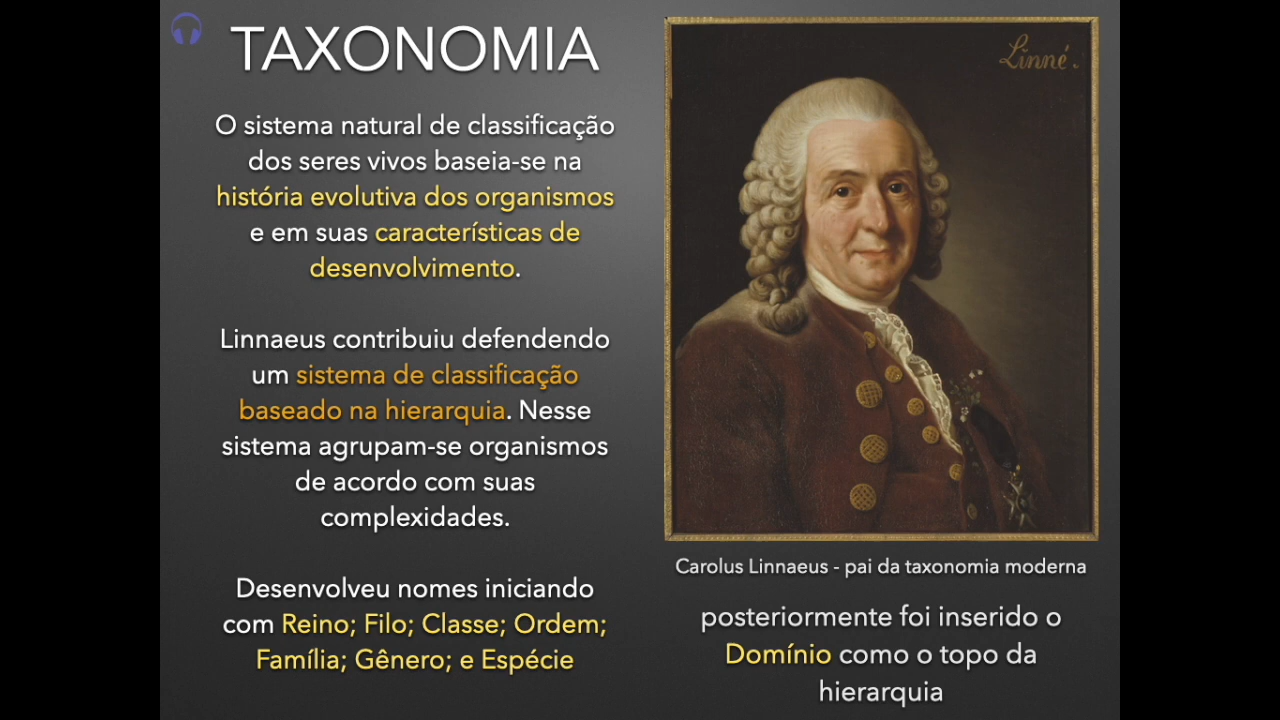 TAXONOMIA
O sistema natural de classificação
dos seres vivos baseia-se na
história evolutiva dos organismos
e em suas características de
desenvolvimento.
Linnaeus contribuiu defendendo
um sistema de classificação
baseado na hierarquia. Nesse
sistema agrupam-se organismos
de acordo com suas
complexidades.
Desenvolveu nomes iniciando
com Reino; Filo; Classe; Ordem;
Família; Gênero; e Espécie
Linné.
Carolus Linnaeus - pai da taxonomia moderna
posteriormente foi inserido o
Domínio como o topo da
hierarquia